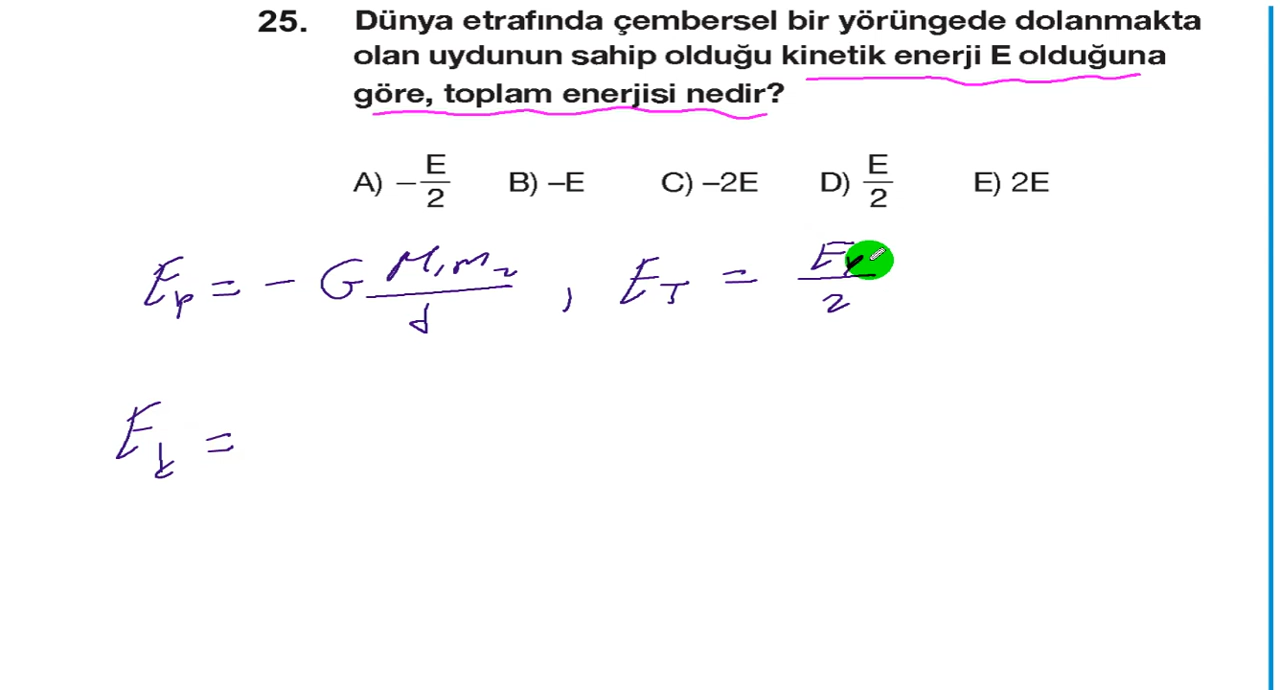 25. Dünya etrafında çembersel bir yörüngede dolanmakta
olan uydunun sahip olduğu kinetik enerji E olduğuna
göre, toplam enerjisi nedir?
A) -E/2 B) –E C) –2E D) E/2 E) 2E
Ep = - G M₁M₂/d , ET = E/2
Ek =